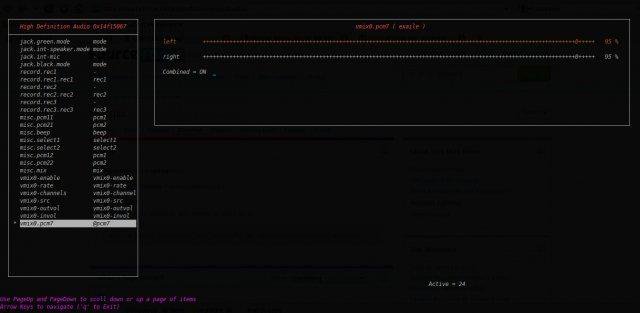 High Definition Audio 0x14f15067
jack.green.mode mode
jack.int-speaker.mode mode
jack.int-mic -
jack.black.mode mode
record.rec1 -
record.rec1.rec1 rec1
record.rec2 -
record.rec2.rec2 rec2
record.rec3 -
record.rec3.rec3 rec3
misc.pcm11 pcm1
misc.pcm21 pcm2
misc.beep beep
misc.select1 select1
misc.select2 select2
misc.pcm12 pcm1
misc.pcm22 pcm2
misc.mix mix
vmix0-enable vmix0-enable
vmix0-rate vmix0-rate
vmix0-channels vmix0-channels
vmix0-src vmix0-src
vmix0-outvol vmix0-outvol
vmix0-invol vmix0-invol
* vmix0.pcm7 @pcm7
vmix0.pcm7 ( exaile )
left 95 %
right 95 %
Combined = ON
Active = 24
Use PageUp and PageDown to scroll down or up a page of items
Arrow Keys to navigate ('q' to Exit)